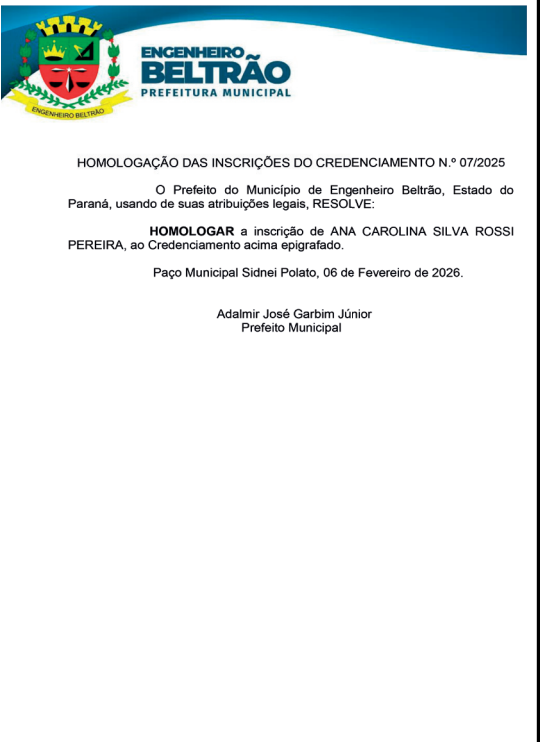 ENGENHEIRO
BELTRÃO
PREFEITURA MUNICIPAL
ENGENHEIRO BELTRÃO
HOMOLOGAÇÃO DAS INSCRIÇÕES DO CREDENCIAMENTO N.º 07/2025
O Prefeito do Município de Engenheiro Beltrão, Estado do
Paraná, usando de suas atribuições legais, RESOLVE:
HOMOLOGAR a inscrição de ANA CAROLINA SILVA ROSSI
PEREIRA, ao Credenciamento acima epigrafado.
Paço Municipal Sidnei Polato, 06 de Fevereiro de 2026.
Adalmir José Garbim Júnior
Prefeito Municipal